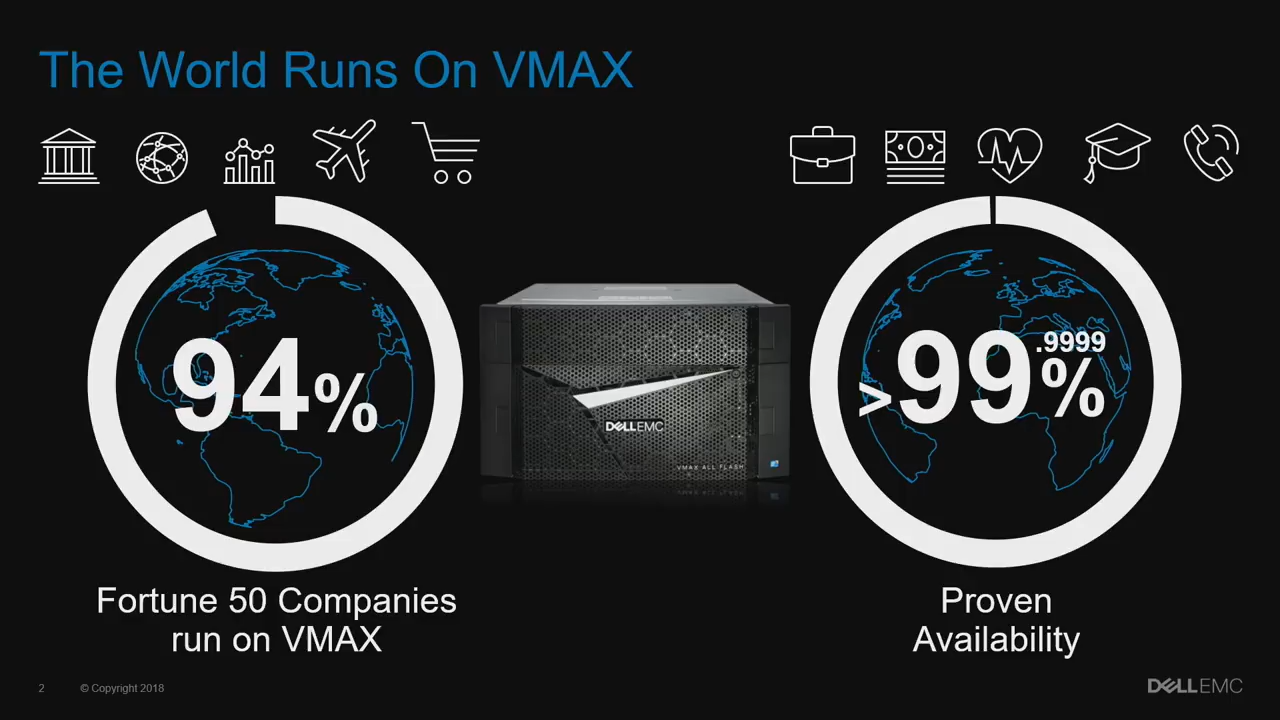 The World Runs On VMAX
94%
>99.9999%
DELLEMC
VMAX ALL FLASH
Fortune 50 Companies
run on VMAX
Proven
Availability
2 © Copyright 2018
DELLEMC